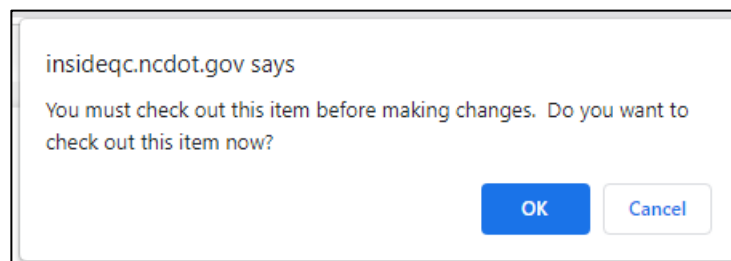 insideqc.ncdot.gov says
You must check out this item before making changes.  Do you want to
check out this item now?
OK
Cancel